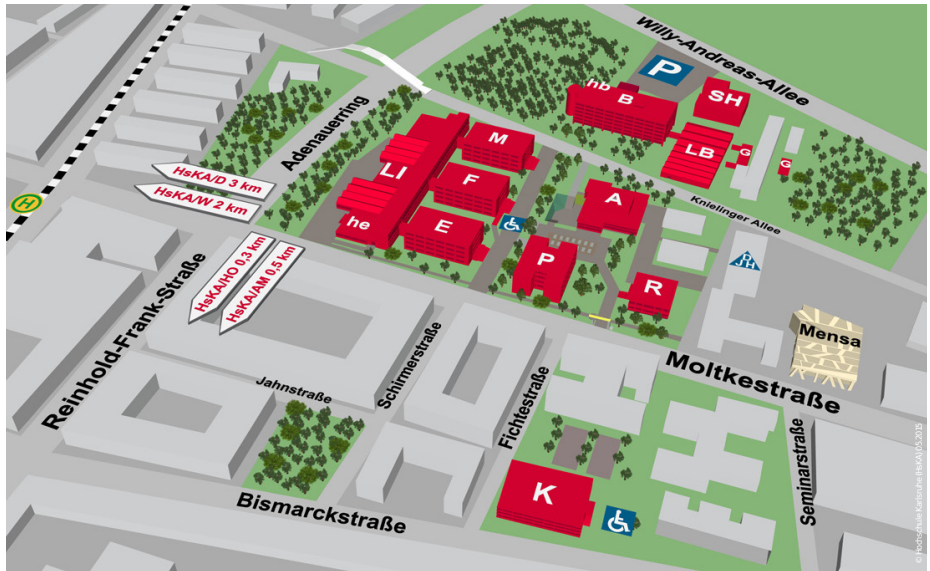 Willy-Andreas-Allee
P
hb
B
SH
LB
G
G
Adenauerring
M
LI
F
he
E
A
P
R
Knielinger Allee
DJH
HsKA/D 3 km
HsKA/W 2 km
H
HsKA/HO 0,3 km
HsKA/AM 0,5 km
Reinhold-Frank-Straße
Mensa
Moltkestraße
Schirmerstraße
Jahnstraße
Fichtestraße
Seminarstraße
Bismarckstraße
K
© Hochschule Karlsruhe (HsKA) 05.2015